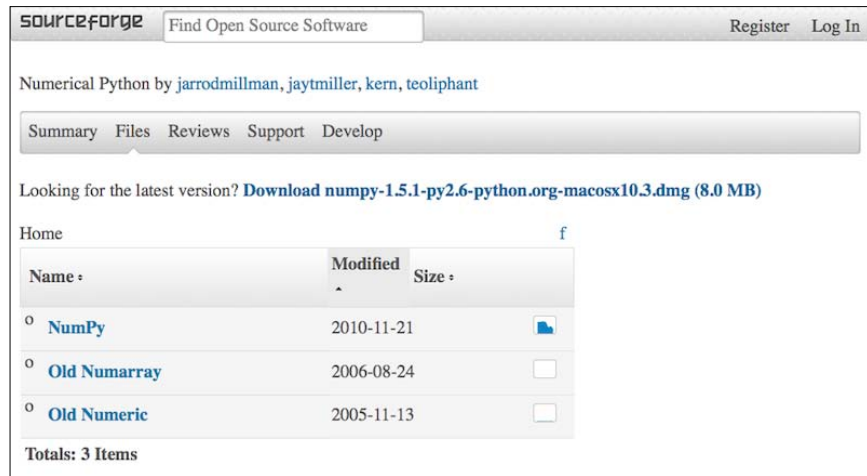 sourceforge Find Open Source Software Register Log In
Numerical Python by jarrodmillman, jaytmiller, kern, teoliphant
Summary Files Reviews Support Develop
Looking for the latest version? Download numpy-1.5.1-py2.6-python.org-macosx10.3.dmg (8.0 MB)
Home f
Name Modified Size
o NumPy 2010-11-21
o Old Numarray 2006-08-24
o Old Numeric 2005-11-13
Totals: 3 Items